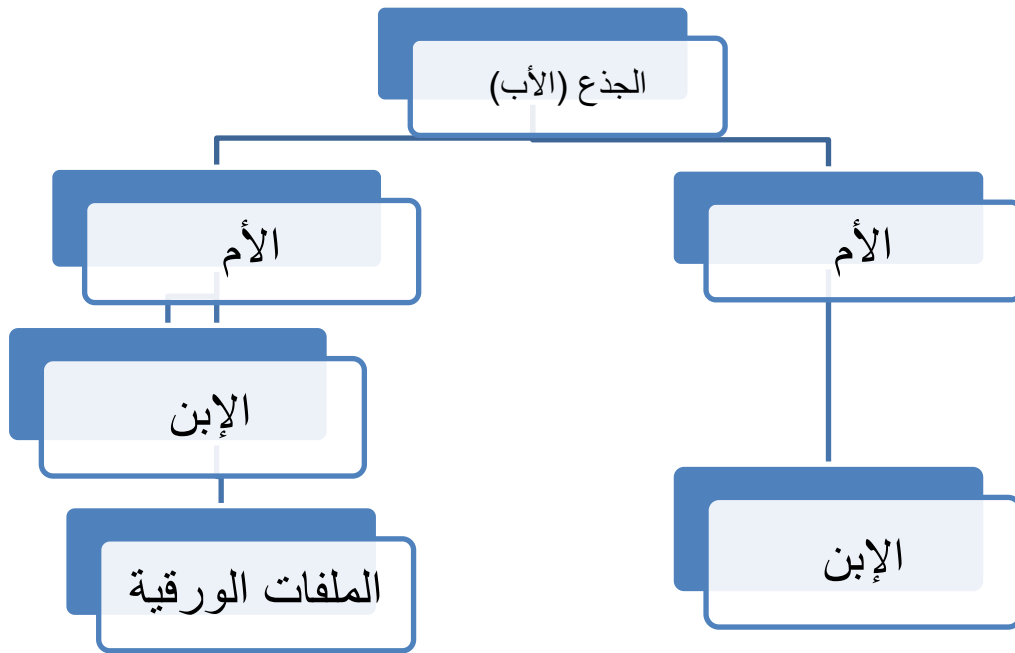 الجذع (الأب)
الأم
الأم
الإبن
الإبن
الملفات الورقية